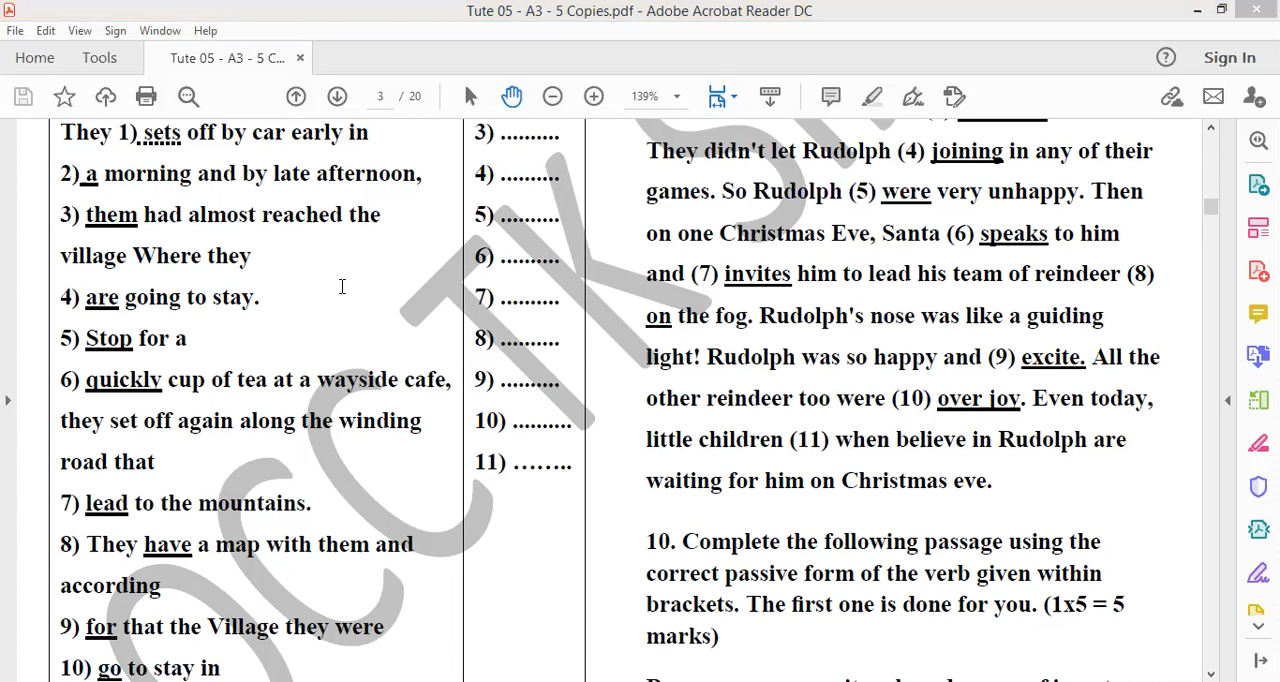 Tute 05 - A3 - 5 Copies.pdf - Adobe Acrobat Reader DC
File Edit View Sign Window Help
Home Tools Tute 05 - A3 - 5 C... × Sign In
3 / 20 139%
They 1) sets off by car early in
2) a morning and by late afternoon,
3) them had almost reached the
village Where they
4) are going to stay.
5) Stop for a
6) quickly cup of tea at a wayside cafe,
they set off again along the winding
road that
7) lead to the mountains.
8) They have a map with them and
according
9) for that the Village they were
10) go to stay in
3) ..........
4) ..........
5) ..........
6) ..........
7) ..........
8) ..........
9) ..........
10) ..........
11) ……..
They didn't let Rudolph (4) joining in any of their
games. So Rudolph (5) were very unhappy. Then
on one Christmas Eve, Santa (6) speaks to him
and (7) invites him to lead his team of reindeer (8)
on the fog. Rudolph's nose was like a guiding
light! Rudolph was so happy and (9) excite. All the
other reindeer too were (10) over joy. Even today,
little children (11) when believe in Rudolph are
waiting for him on Christmas eve.
10. Complete the following passage using the
correct passive form of the verb given within
brackets. The first one is done for you. (1x5 = 5
marks)